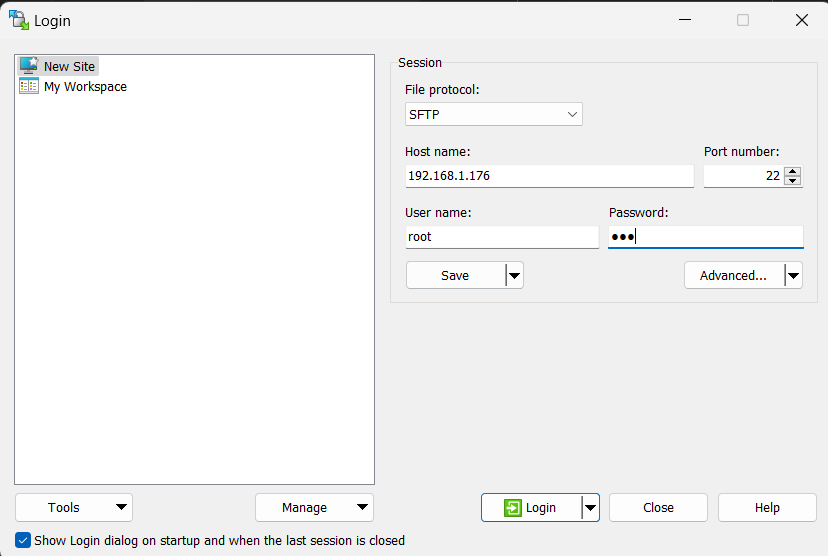 Login
New Site
My Workspace
Session
File protocol:
SFTP
Host name:
Port number:
192.168.1.176
22
User name:
Password:
root
●●●
Save
Advanced...
Tools
Manage
Login
Close
Help
Show Login dialog on startup and when the last session is closed